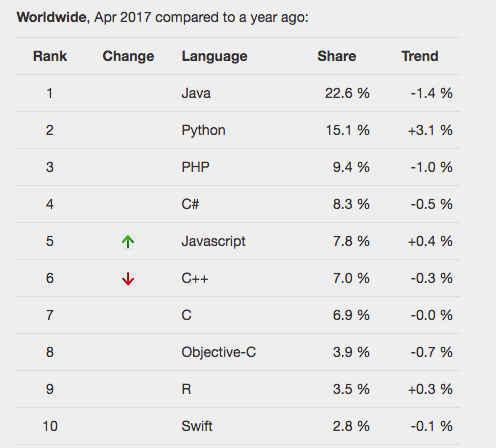 Worldwide, Apr 2017 compared to a year ago:
Rank Change Language Share Trend
1 Java 22.6 % -1.4 %
2 Python 15.1 % +3.1 %
3 PHP 9.4 % -1.0 %
4 C# 8.3 % -0.5 %
5 Javascript 7.8 % +0.4 %
6 C++ 7.0 % -0.3 %
7 C 6.9 % -0.0 %
8 Objective-C 3.9 % -0.7 %
9 R 3.5 % +0.3 %
10 Swift 2.8 % -0.1 %